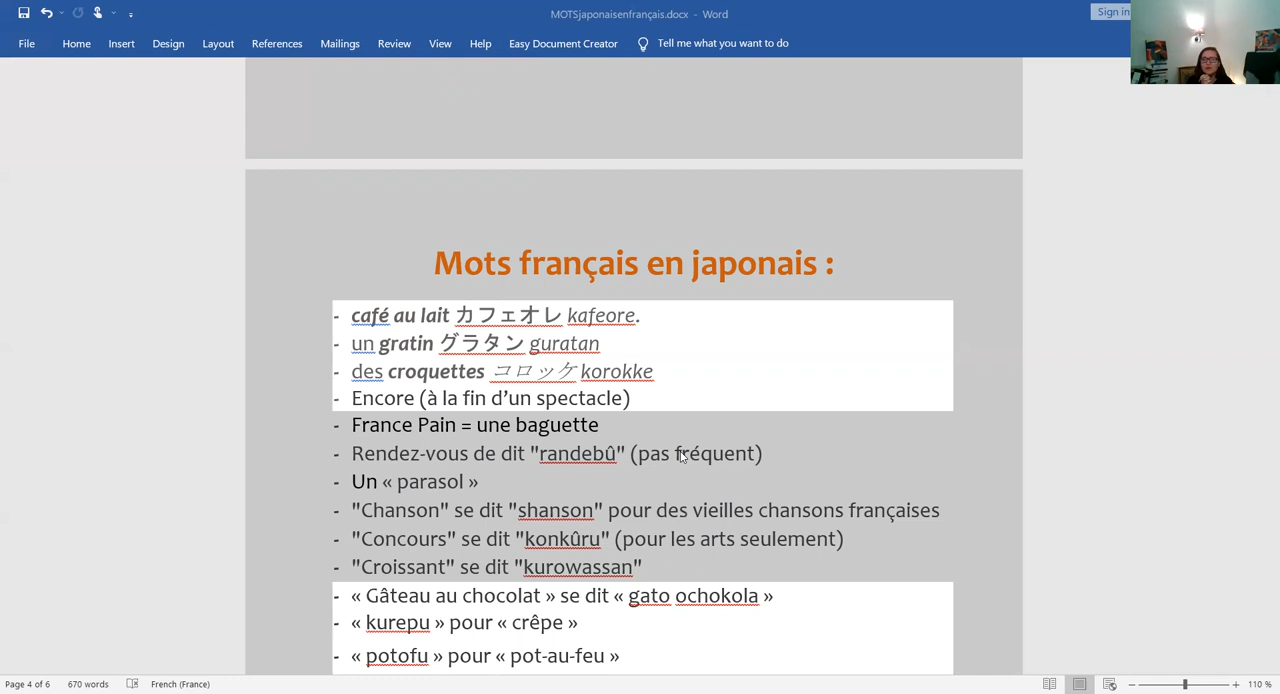 MOTSjaponaisenfrançais.docx - Word
Sign in
File Home Insert Design Layout References Mailings Review View Help Easy Document Creator Tell me what you want to do
Mots français en japonais :
- café au lait カフェオレ kafeore.
- un gratin グラタン guratan
- des croquettes コロッケ korokke
- Encore (à la fin d’un spectacle)
- France Pain = une baguette
- Rendez-vous de dit "randebû" (pas fréquent)
- Un « parasol »
- "Chanson" se dit "shanson" pour des vieilles chansons françaises
- "Concours" se dit "konkûru" (pour les arts seulement)
- "Croissant" se dit "kurowassan"
- « Gâteau au chocolat » se dit « gato ochokola »
- « kurepu » pour « crêpe »
- « potofu » pour « pot-au-feu »
Page 4 of 6 670 words French (France) 110 %